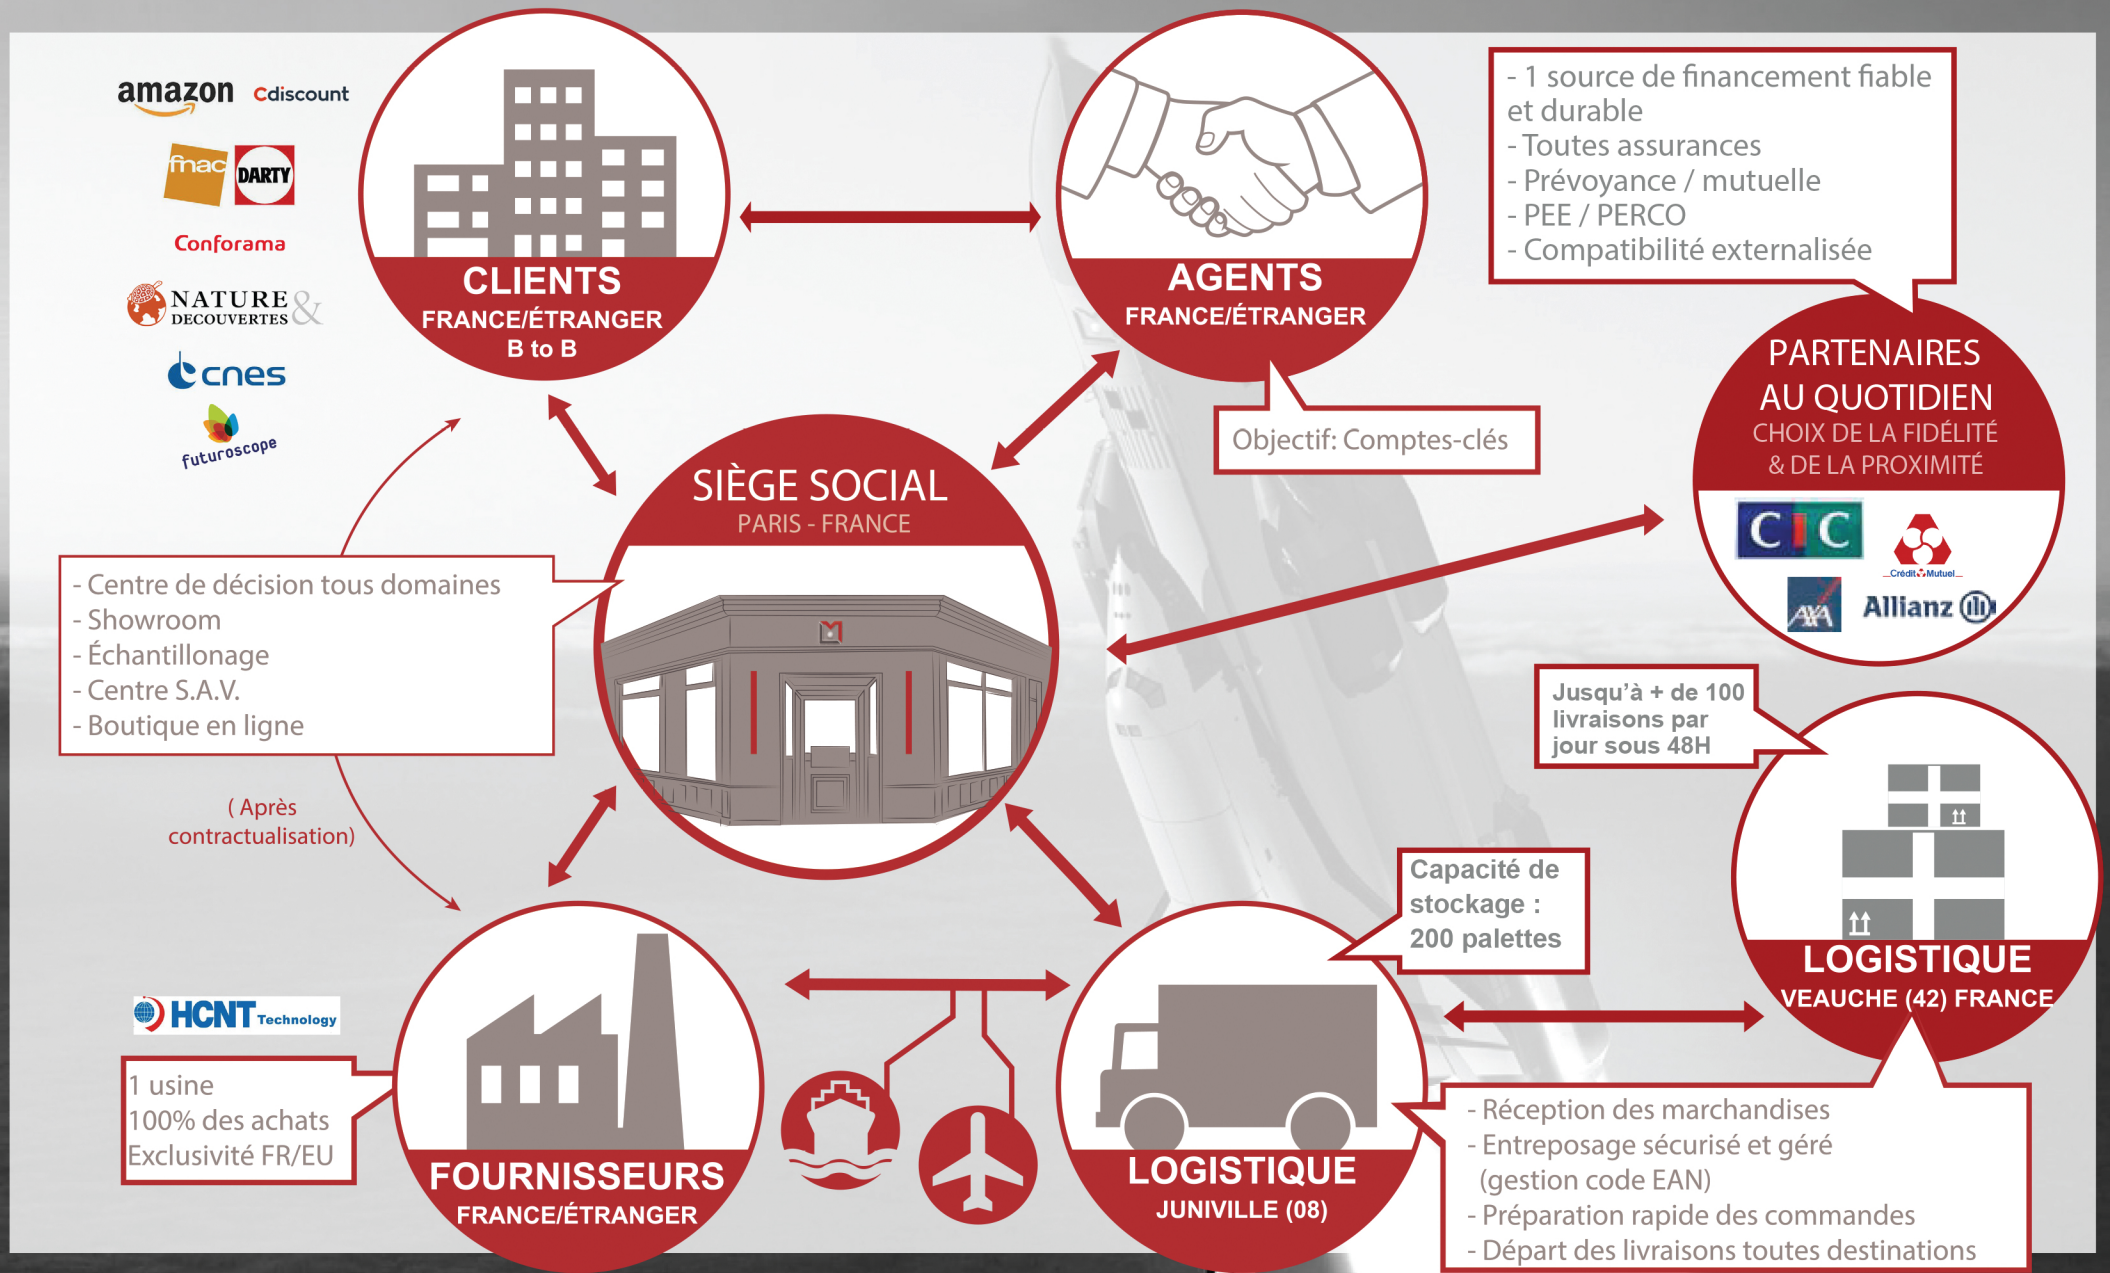 amazon
Cdiscount
fnac
DARTY
Conforama
NATURE &
DECOUVERTES
cnes
futuroscope
CLIENTS
FRANCE/ÉTRANGER
B to B
AGENTS
FRANCE/ÉTRANGER
Objectif: Comptes-clés
- 1 source de financement fiable
et durable
- Toutes assurances
- Prévoyance / mutuelle
- PEE / PERCO
- Compatibilité externalisée
PARTENAIRES
AU QUOTIDIEN
CHOIX DE LA FIDÉLITÉ
& DE LA PROXIMITÉ
CIC
Crédit Mutuel
AXA
Allianz
SIÈGE SOCIAL
PARIS - FRANCE
- Centre de décision tous domaines
- Showroom
- Échantillonage
- Centre S.A.V.
- Boutique en ligne
( Après
contractualisation)
Jusqu'à + de 100
livraisons par
jour sous 48H
LOGISTIQUE
VEAUCHE (42) FRANCE
Capacité de
stockage :
200 palettes
HCNT Technology
1 usine
100% des achats
Exclusivité FR/EU
FOURNISSEURS
FRANCE/ÉTRANGER
LOGISTIQUE
JUNIVILLE (08)
- Réception des marchandises
- Entreposage sécurisé et géré
(gestion code EAN)
- Préparation rapide des commandes
- Départ des livraisons toutes destinations